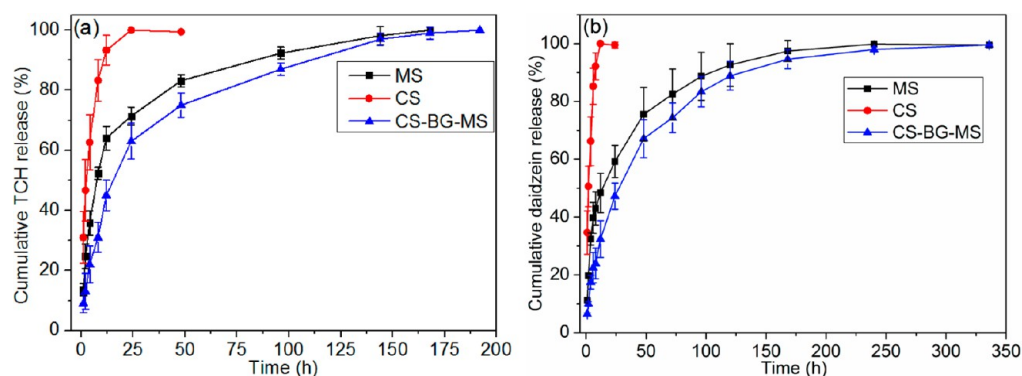 (a)
Cumulative TCH release (%)
100
80
60
40
20
0
MS
CS
CS-BG-MS
0 25 50 75 100 125 150 175 200
Time (h)
(b)
Cumulative daidzein release (%)
100
80
60
40
20
0
MS
CS
CS-BG-MS
0 50 100 150 200 250 300 350
Time (h)